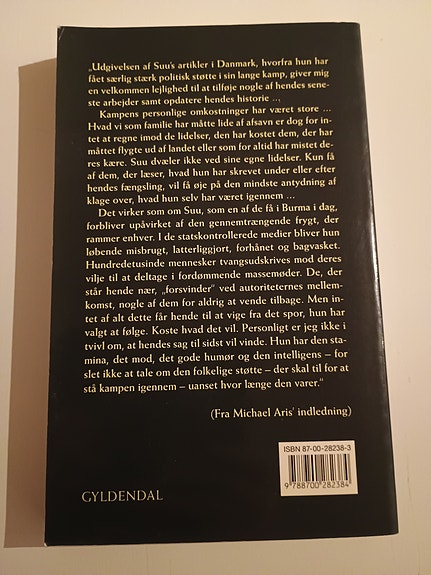 „Udgivelsen af Suu's artikler i Danmark, hvorfra hun har
fået særlig stærk politisk støtte i sin lange kamp, giver mig
en velkommen lejlighed til at tilføje nogle af hendes sene-
ste arbejder samt opdatere hendes historie ...
Kampens personlige omkostninger har været store ...
Hvad vi som familie har måtte lide af afsavn er dog for in-
tet at regne imod de lidelser, den har kostet dem, der har
måttet flygte ud af landet eller som for altid har mistet de-
res kære. Suu dvæler ikke ved sine egne lidelser. Kun få
af dem, der læser, hvad hun har skrevet under eller efter
hendes fængsling, vil få øje på den mindste antydning af
klage over, hvad hun selv har været igennem ...
Det virker som om Suu, som en af de få i Burma i dag,
forbliver upåvirket af den gennemtrængende frygt, der
rammer enhver. I de statskontrollerede medier bliver hun
løbende misbrugt, latterliggjort, forhånet og bagvasket.
Hundredetusinde mennesker tvangsudskrives mod deres
vilje til at deltage i fordømmende massemøder. De, der
står hende nær, „forsvinder“ ved autoriteternes mellem-
komst, nogle af dem for aldrig at vende tilbage. Men in-
tet af alt dette får hende til at vige fra det spor, hun har
valgt at følge. Koste hvad det vil. Personligt er jeg ikke i
tvivl om, at hendes sag til sidst vil vinde. Hun har den sta-
mina, det mod, det gode humør og den intelligens – for
slet ikke at tale om den folkelige støtte – der skal til for at
stå kampen igennem – uanset hvor længe den varer."
(Fra Michael Aris' indledning)
ISBN 87-00-28238-3
9 788700 282384
GYLDENDAL